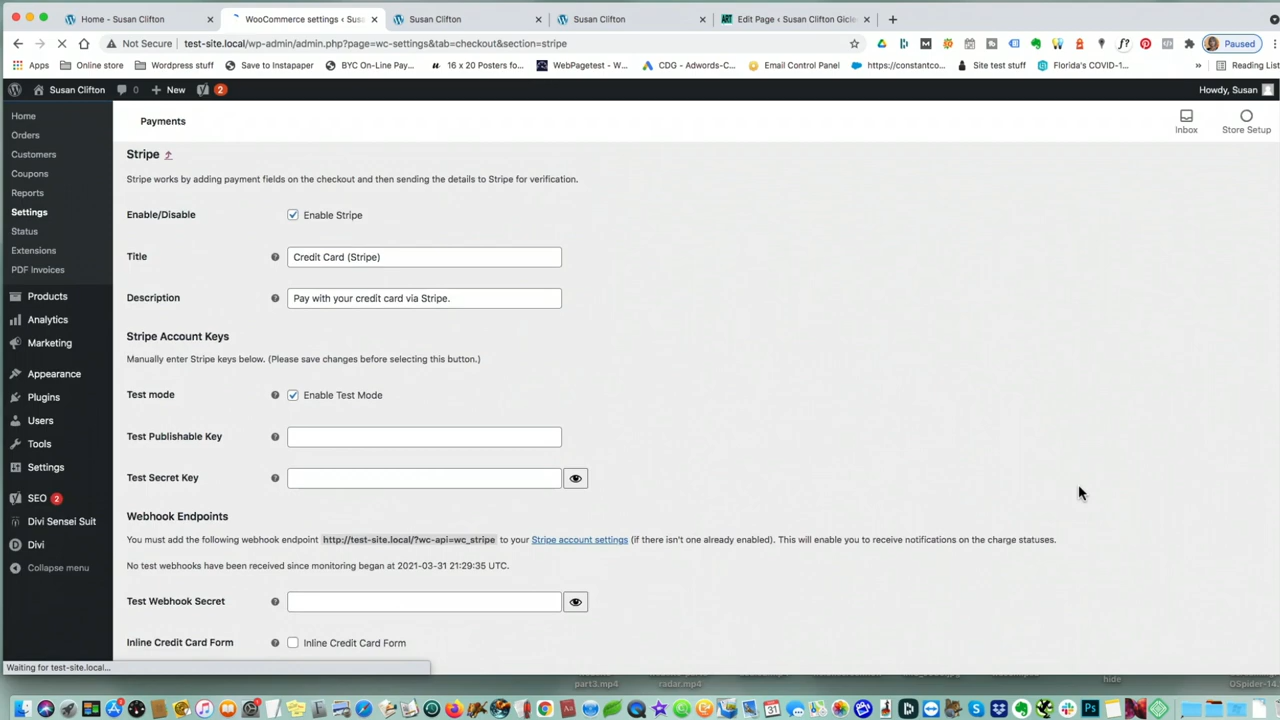 Home - Susan Clifton
WooCommerce settings < Susa
Susan Clifton
Susan Clifton
ART
Edit Page < Susan Clifton Giclé
Not Secure
test-site.local/wp-admin/admin.php?page=wc-settings&tab=checkout&section=stripe
Paused
Apps
Online store
Wordpress stuff
Save to Instapaper
BYC On-Line Pay...
16 x 20 Posters fo...
WebPagetest - W...
CDG - Adwords-C...
Email Control Panel
https://constantco...
Site test stuff
Florida's COVID-1...
»
Reading List
Susan Clifton
0
New
2
Howdy, Susan
Home
Orders
Customers
Coupons
Reports
Settings
Status
Extensions
PDF Invoices
Products
Analytics
Marketing
Appearance
Plugins
Users
Tools
Settings
SEO 2
Divi Sensei Suit
Divi
Collapse menu
Payments
Inbox
Store Setup
Stripe
Stripe works by adding payment fields on the checkout and then sending the details to Stripe for verification.
Enable/Disable
Enable Stripe
Title
Credit Card (Stripe)
Description
Pay with your credit card via Stripe.
Stripe Account Keys
Manually enter Stripe keys below. (Please save changes before selecting this button.)
Test mode
Enable Test Mode
Test Publishable Key
Test Secret Key
Webhook Endpoints
You must add the following webhook endpoint http://test-site.local/?wc-api=wc_stripe to your Stripe account settings (if there isn't one already enabled). This will enable you to receive notifications on the charge statuses.
No test webhooks have been received since monitoring began at 2021-03-31 21:29:35 UTC.
Test Webhook Secret
Inline Credit Card Form
Inline Credit Card Form
Waiting for test-site.local...
part3.mp4
radar.mp4
hide
GSpider-14.